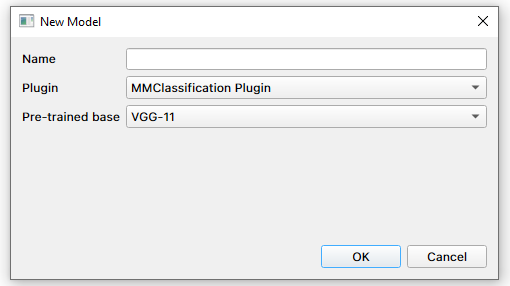 New Model
Name
Plugin MMClassification Plugin
Pre-trained base VGG-11
OK Cancel